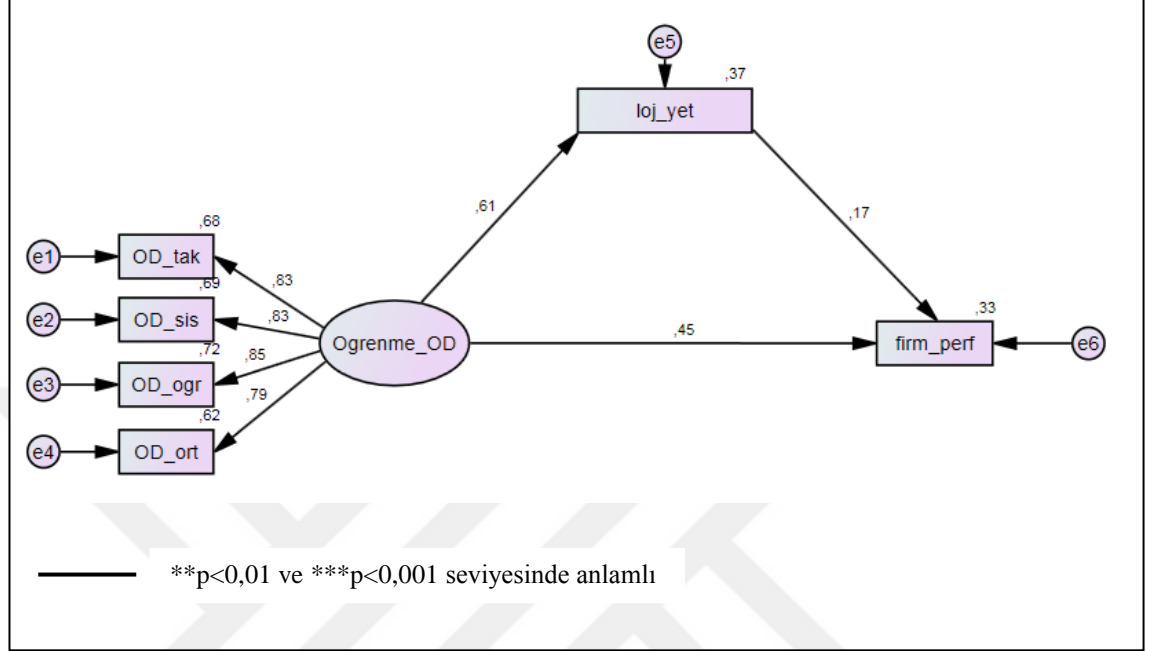 e5
,37
loj_yet
,61
,17
,68
e1
OD_tak
,83
,69
e2
OD_sis
,83
Ogrenme_OD
,45
,33
firm_perf
e6
,72
e3
OD_ogr
,85
,79
,62
e4
OD_ort
**p<0,01 ve ***p<0,001 seviyesinde anlamlı